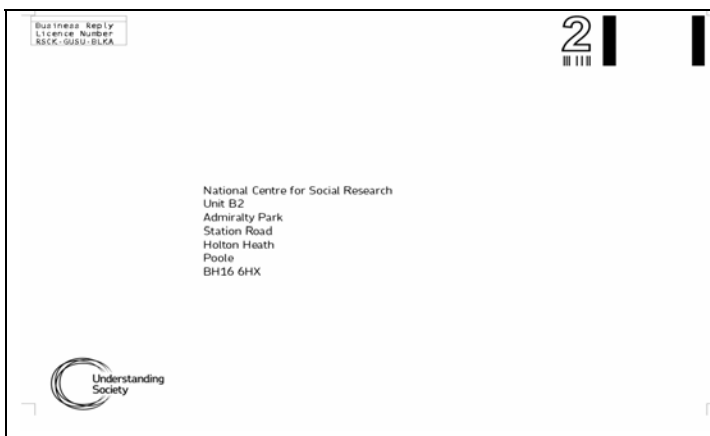 Business Reply
Licence Number
RSCK-GUSU-BLKA
2
National Centre for Social Research
Unit B2
Admiralty Park
Station Road
Holton Heath
Poole
BH16 6HX
Understanding
Society